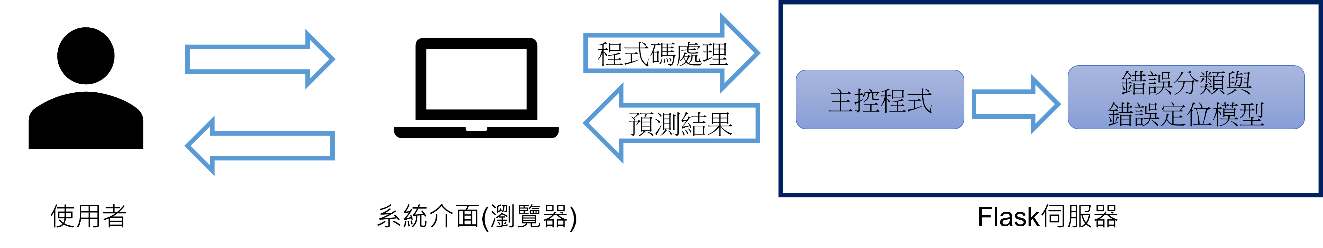 程式碼處理
預測結果
主控程式
錯誤分類與
錯誤定位模型
使用者
系統介面(瀏覽器)
Flask伺服器